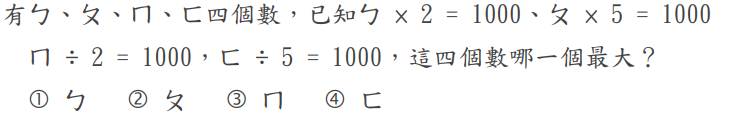 有ㄅ、ㄆ、ㄇ、ㄈ四個數，已知ㄅ × 2 = 1000、ㄆ × 5 = 1000
ㄇ ÷ 2 = 1000，ㄈ ÷ 5 = 1000，這四個數哪一個最大？
① ㄅ ② ㄆ ③ ㄇ ④ ㄈ